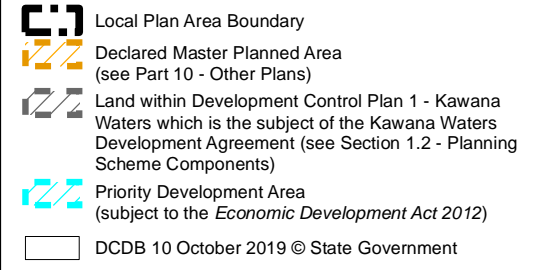 Local Plan Area Boundary
Declared Master Planned Area
(see Part 10 - Other Plans)
Land within Development Control Plan 1 - Kawana
Waters which is the subject of the Kawana Waters
Development Agreement (see Section 1.2 - Planning
Scheme Components)
Priority Development Area
(subject to the Economic Development Act 2012)
DCDB 10 October 2019 © State Government